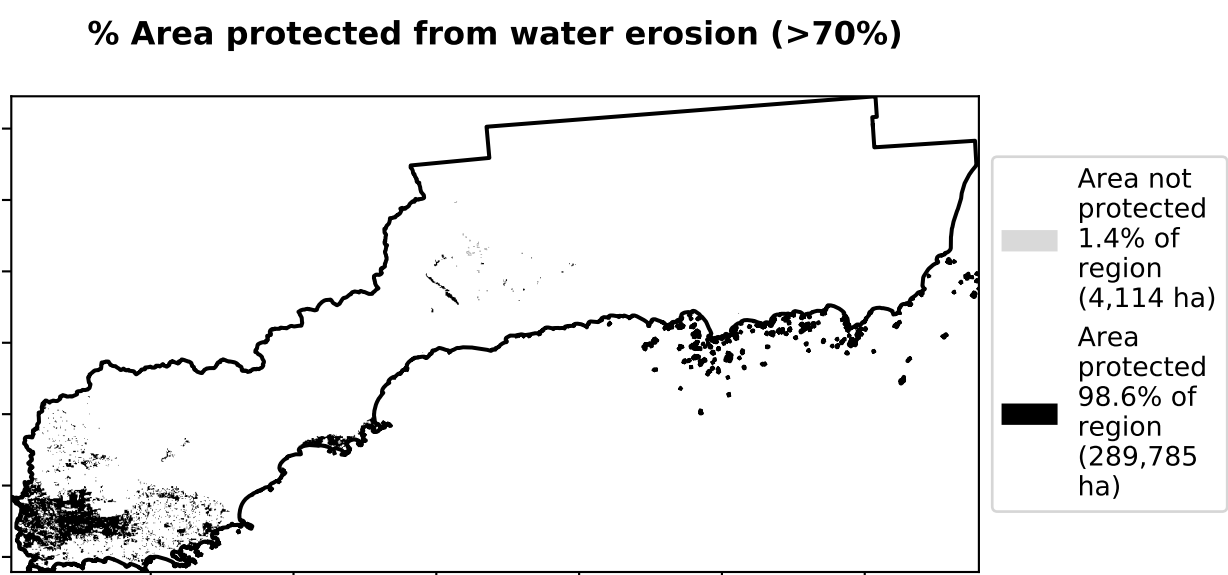 % Area protected from water erosion (>70%)
Area not
protected
1.4% of
region
(4,114 ha)
Area
protected
98.6% of
region
(289,785
ha)